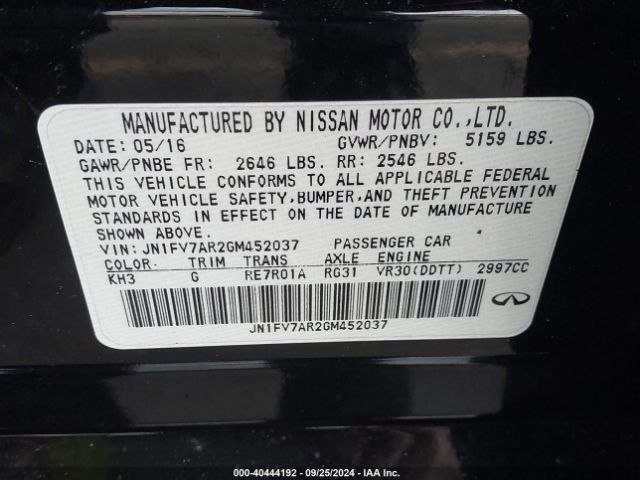 MANUFACTURED BY NISSAN MOTOR CO.,LTD.
DATE: 05/16 GVWR/PNBV: 5159 LBS.
GAWR/PNBE FR: 2646 LBS. RR: 2546 LBS.
THIS VEHICLE CONFORMS TO ALL APPLICABLE FEDERAL
MOTOR VEHICLE SAFETY,BUMPER,AND THEFT PREVENTION
STANDARDS IN EFFECT ON THE DATE OF MANUFACTURE
SHOWN ABOVE.
VIN: JN1FV7AR2GM452037 PASSENGER CAR
COLOR TRIM TRANS AXLE ENGINE
KH3 G RE7R01A RG31 VR30(DDTT) 2997CC
JN1FV7AR2GM452037
000-40444192 - 09/25/2024 - IAA Inc.